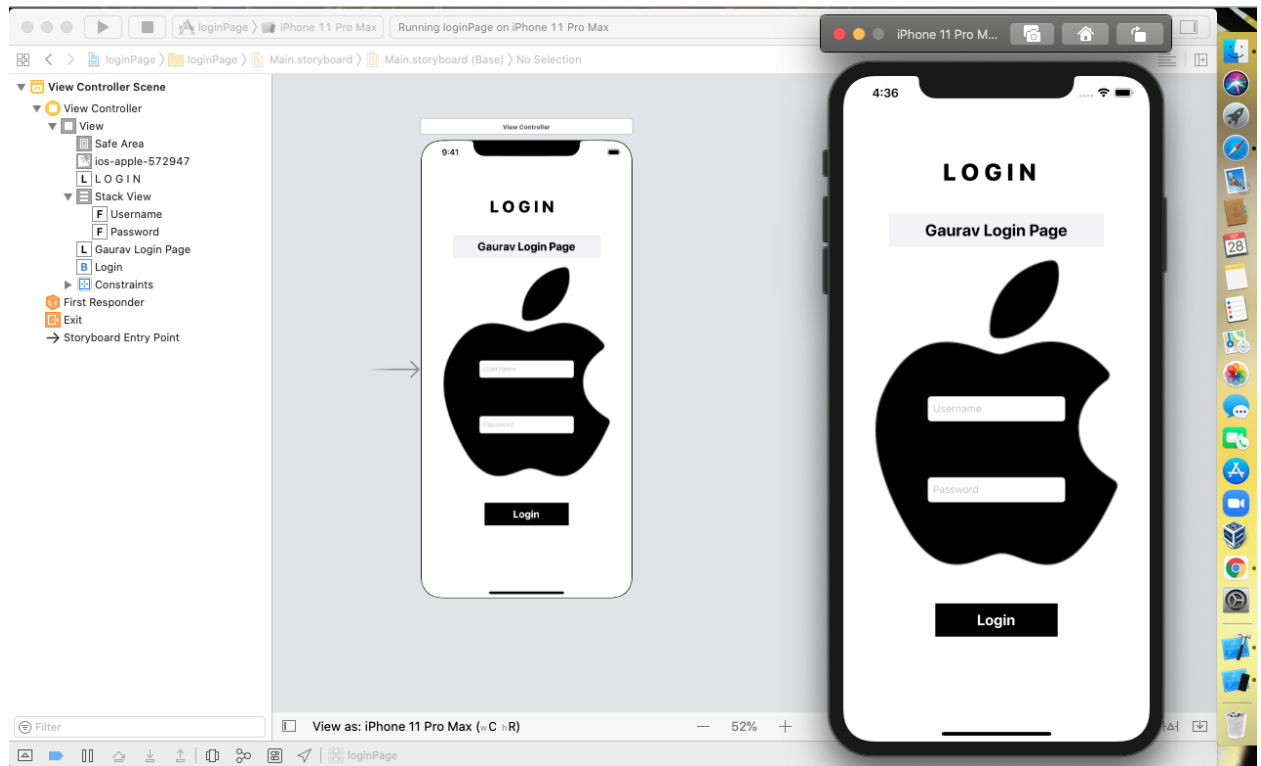 loginPage 〉 iPhone 11 Pro Max
Running loginPage on iPhone 11 Pro Max
iPhone 11 Pro M...
loginPage 〉 loginPage 〉 Main.storyboard 〉 Main.storyboard (Base) 〉 No Selection
View Controller Scene
View Controller
View
Safe Area
ios-apple-572947
L L O G I N
Stack View
F Username
F Password
L Gaurav Login Page
B Login
Constraints
First Responder
Exit
Storyboard Entry Point
Filter
View Controller
9:41
LOGIN
Gaurav Login Page
Username
Password
Login
View as: iPhone 11 Pro Max (wC hR)
52%
loginPage
4:36
LOGIN
Gaurav Login Page
Username
Password
Login
SEP
28